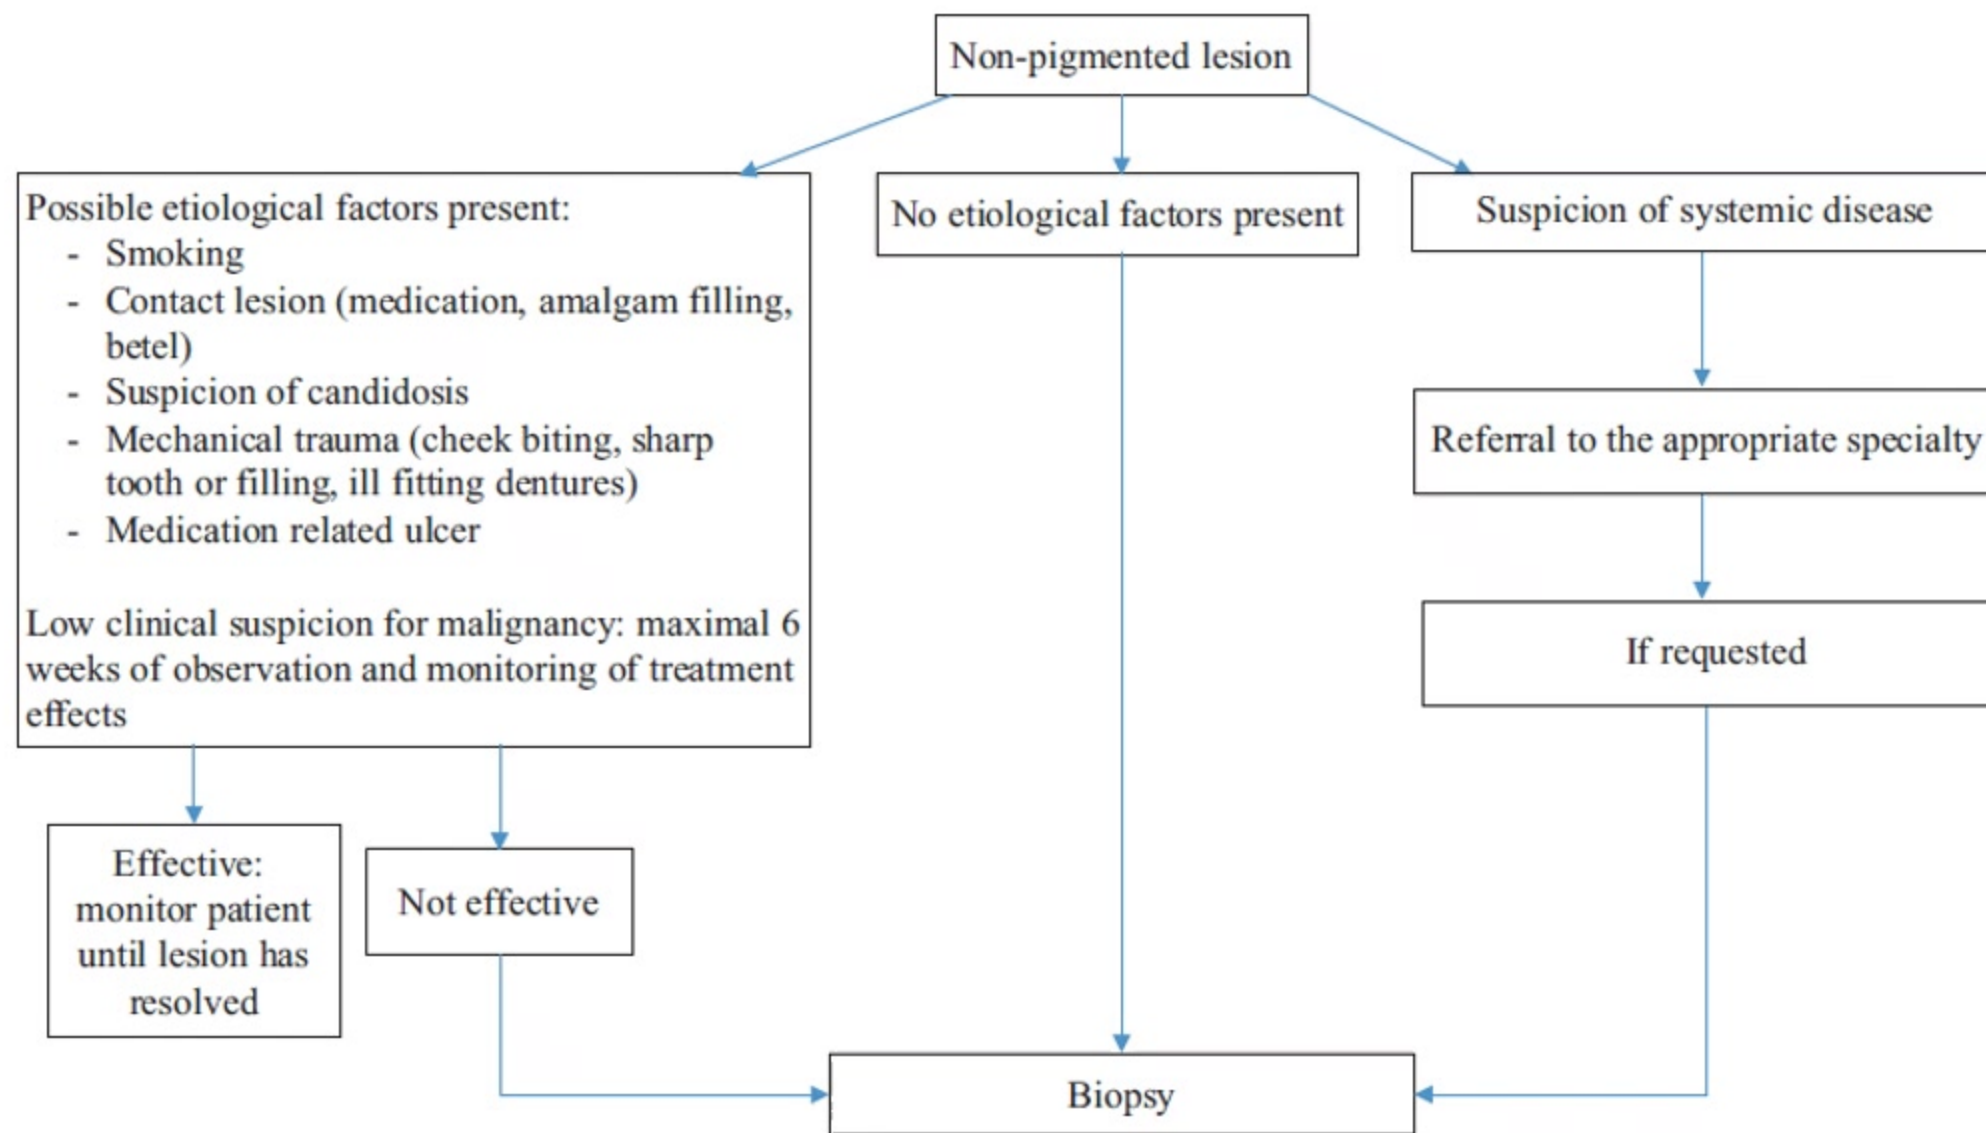 Non-pigmented lesion
Possible etiological factors present:
- Smoking
- Contact lesion (medication, amalgam filling,
betel)
- Suspicion of candidosis
- Mechanical trauma (cheek biting, sharp
tooth or filling, ill fitting dentures)
- Medication related ulcer
Low clinical suspicion for malignancy: maximal 6
weeks of observation and monitoring of treatment
effects
No etiological factors present
Suspicion of systemic disease
Referral to the appropriate specialty
If requested
Effective:
monitor patient
until lesion has
resolved
Not effective
Biopsy